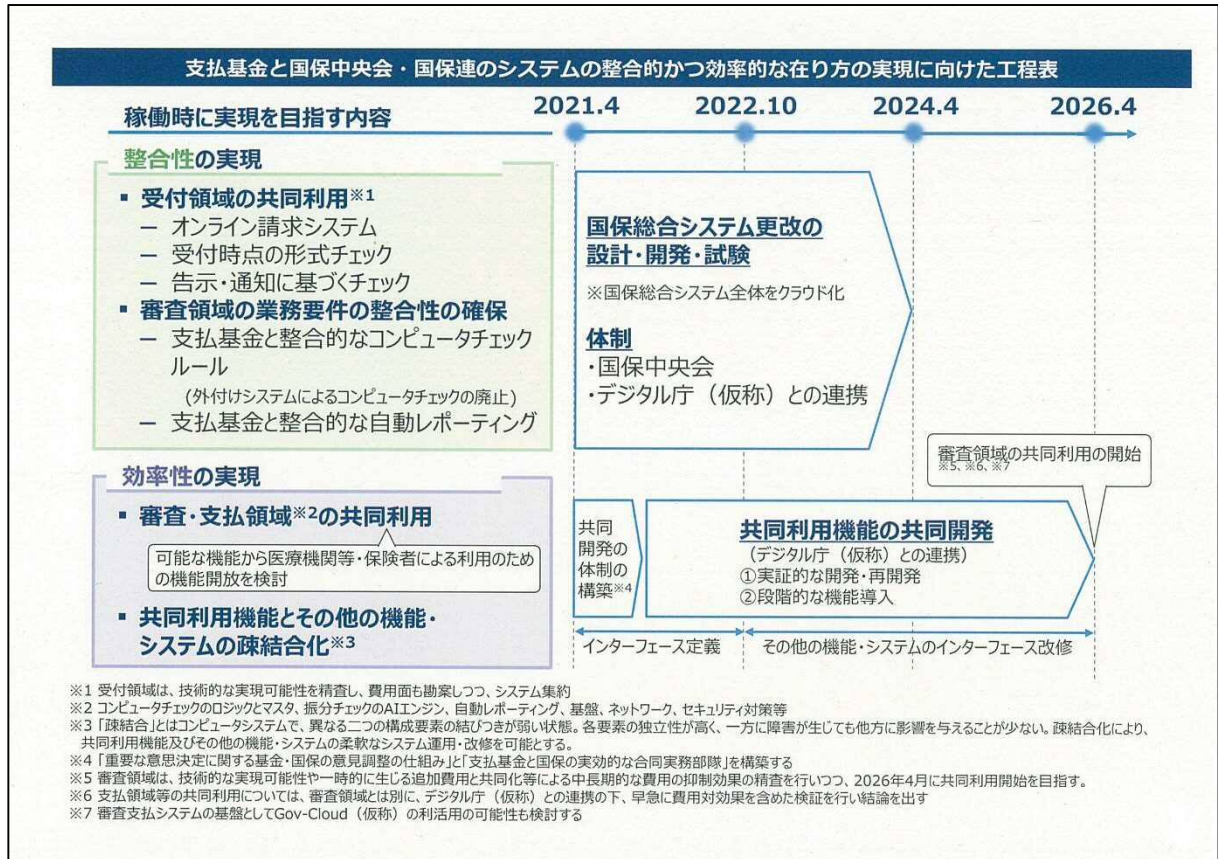 支払基金と国保中央会・国保連のシステムの整合的かつ効率的な在り方の実現に向けた工程表
稼働時に実現を目指す内容
2021.4 2022.10 2024.4 2026.4
整合性の実現
▪ 受付領域の共同利用※1
― オンライン請求システム
― 受付時点の形式チェック
― 告示・通知に基づくチェック
▪ 審査領域の業務要件の整合性の確保
― 支払基金と整合的なコンピュータチェック
ルール
(外付けシステムによるコンピュータチェックの廃止)
― 支払基金と整合的な自動レポーティング
国保総合システム更改の
設計・開発・試験
※国保総合システム全体をクラウド化
体制
・国保中央会
・デジタル庁（仮称）との連携
効率性の実現
▪ 審査・支払領域※2の共同利用
可能な機能から医療機関等・保険者による利用のため
の機能開放を検討
▪ 共同利用機能とその他の機能・
システムの疎結合化※3
審査領域の共同利用の開始
※5、※6、※7
共同
開発の
体制の
構築※4
共同利用機能の共同開発
（デジタル庁（仮称）との連携）
①実証的な開発・再開発
②段階的な機能導入
インターフェース定義
その他の機能・システムのインターフェース改修
※1 受付領域は、技術的な実現可能性を精査し、費用面も勘案しつつ、システム集約
※2 コンピュータチェックのロジックとマスタ、振分チェックのAIエンジン、自動レポーティング、基盤、ネットワーク、セキュリティ対策等
※3 「疎結合」とはコンピュータシステムで、異なる二つの構成要素の結びつきが弱い状態。各要素の独立性が高く、一方に障害が生じても他方に影響を与えることが少ない。疎結合化により、
共同利用機能及びその他の機能・システムの柔軟なシステム運用・改修を可能とする。
※4 「重要な意思決定に関する基金・国保の意見調整の仕組み」と「支払基金と国保の実効的な合同実務部隊」を構築する
※5 審査領域は、技術的な実現可能性や一時的に生じる追加費用と共同化等による中長期的な費用の抑制効果の精査を行いつつ、2026年4月に共同利用開始を目指す。
※6 支払領域等の共同利用については、審査領域とは別に、デジタル庁（仮称）との連携の下、早急に費用対効果を含めた検証を行い結論を出す
※7 審査支払システムの基盤としてGov-Cloud（仮称）の利活用の可能性も検討する